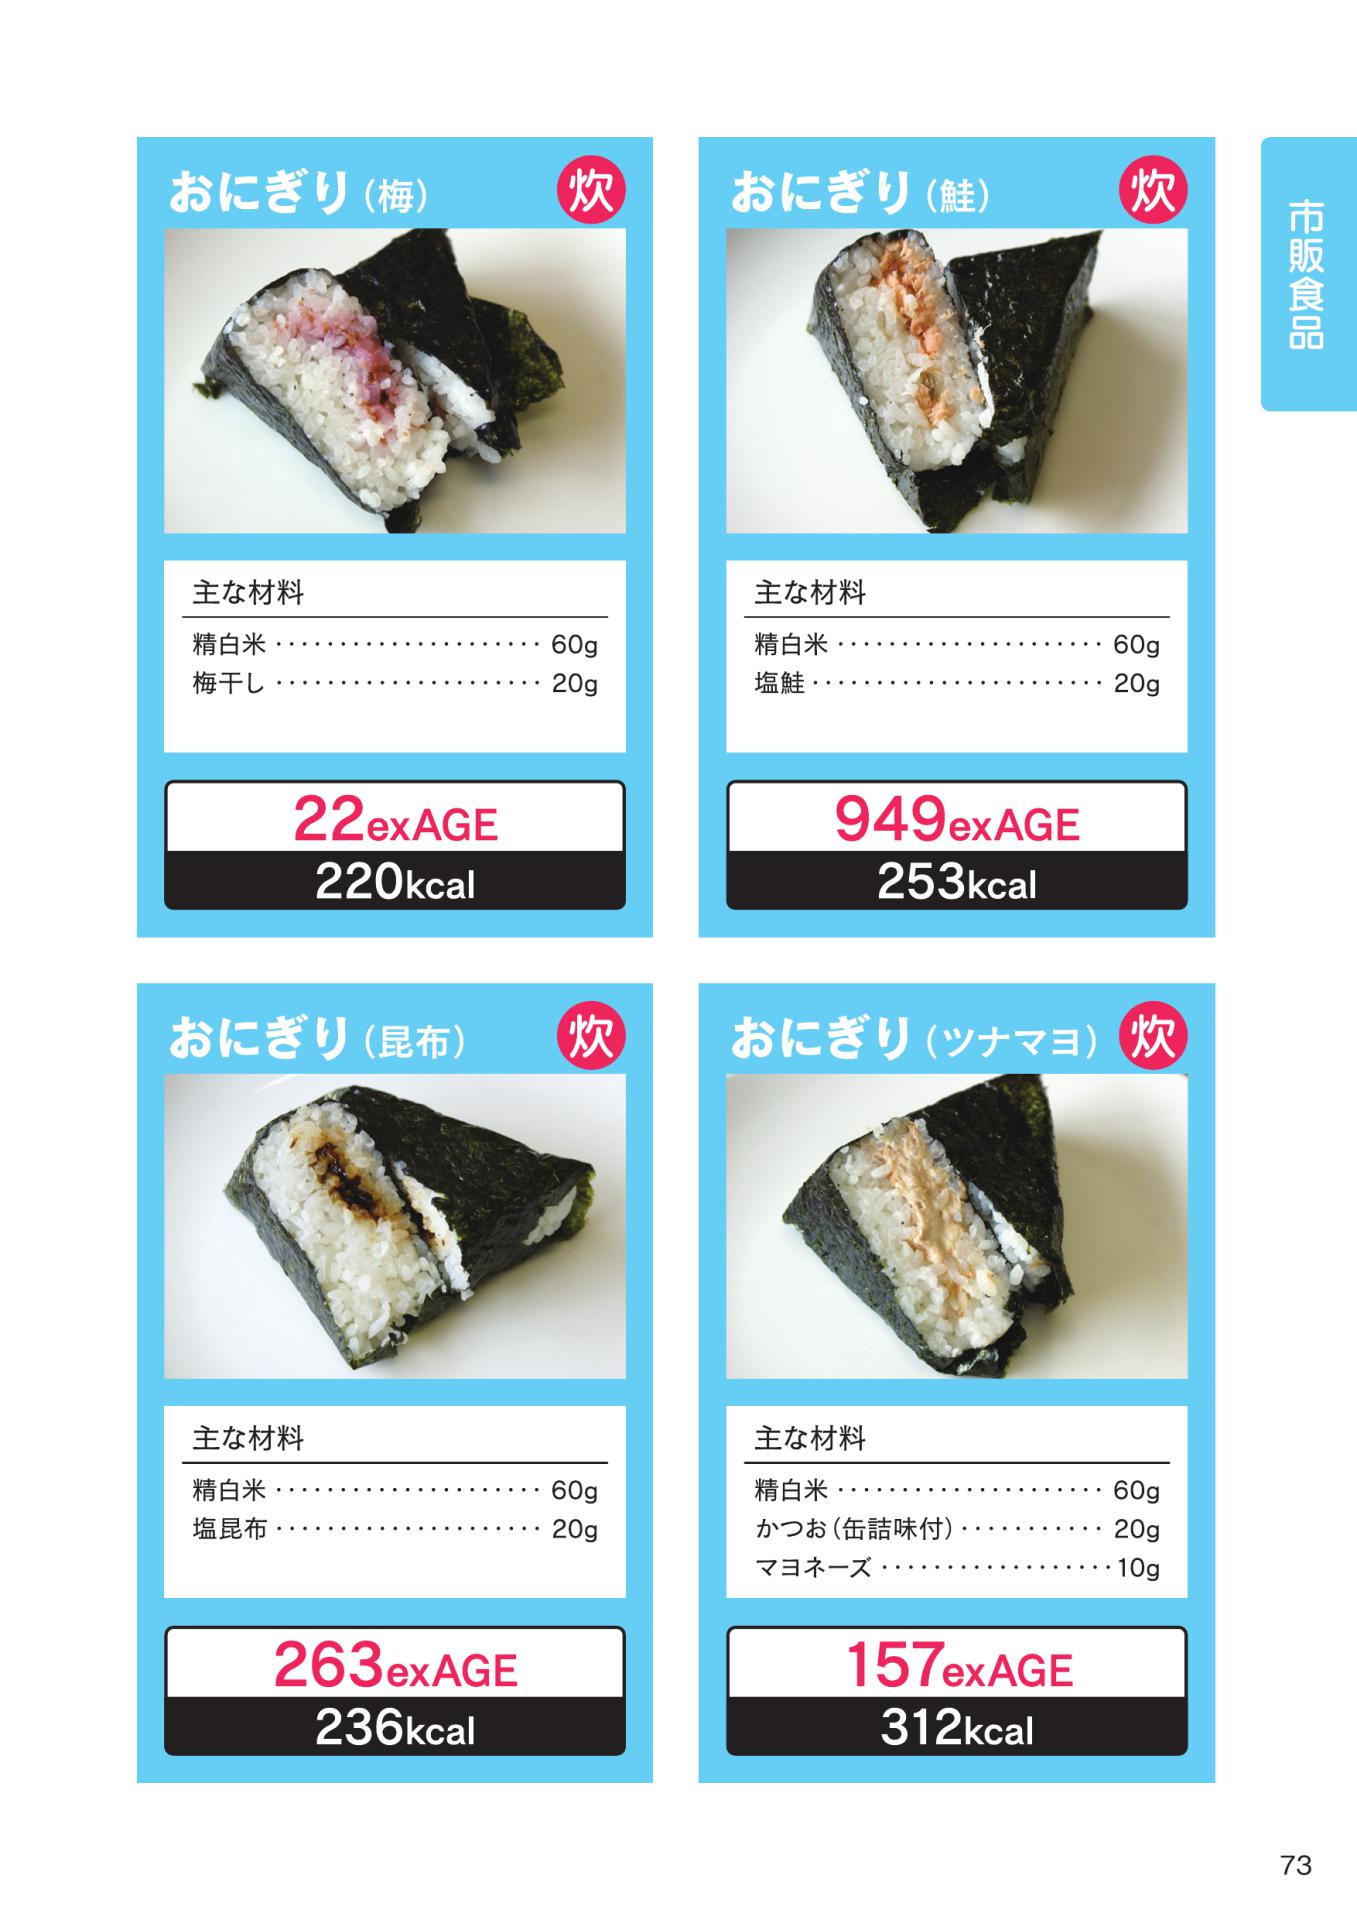 市販食品
おにぎり（梅） 炊
主な材料
精白米 ····················· 60g
梅干し ····················· 20g
22exAGE
220kcal
おにぎり（鮭） 炊
主な材料
精白米 ····················· 60g
塩鮭 ······················· 20g
949exAGE
253kcal
おにぎり（昆布） 炊
主な材料
精白米 ····················· 60g
塩昆布 ····················· 20g
263exAGE
236kcal
おにぎり（ツナマヨ） 炊
主な材料
精白米 ····················· 60g
かつお（缶詰味付） ··········· 20g
マヨネーズ ·················· 10g
157exAGE
312kcal
73